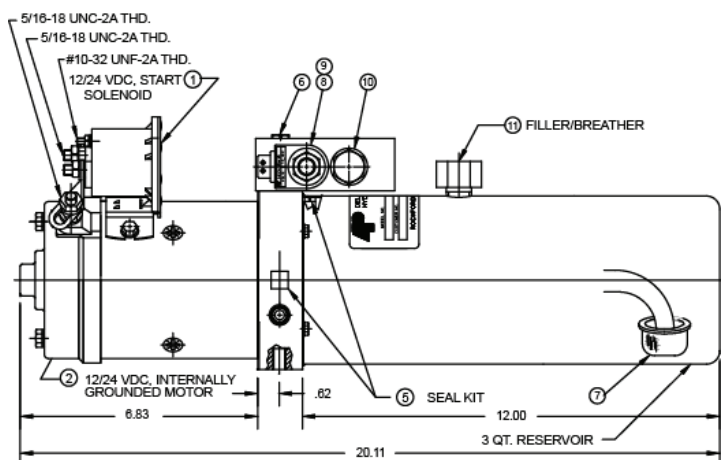 5/16-18 UNC-2A THD.
5/16-18 UNC-2A THD.
#10-32 UNF-2A THD.
12/24 VDC, START 1
SOLENOID
6
9
8
10
11 FILLER/BREATHER
2 12/24 VDC, INTERNALLY
GROUNDED MOTOR
5 SEAL KIT
7
3 QT. RESERVOIR
6.83
.62
12.00
20.11